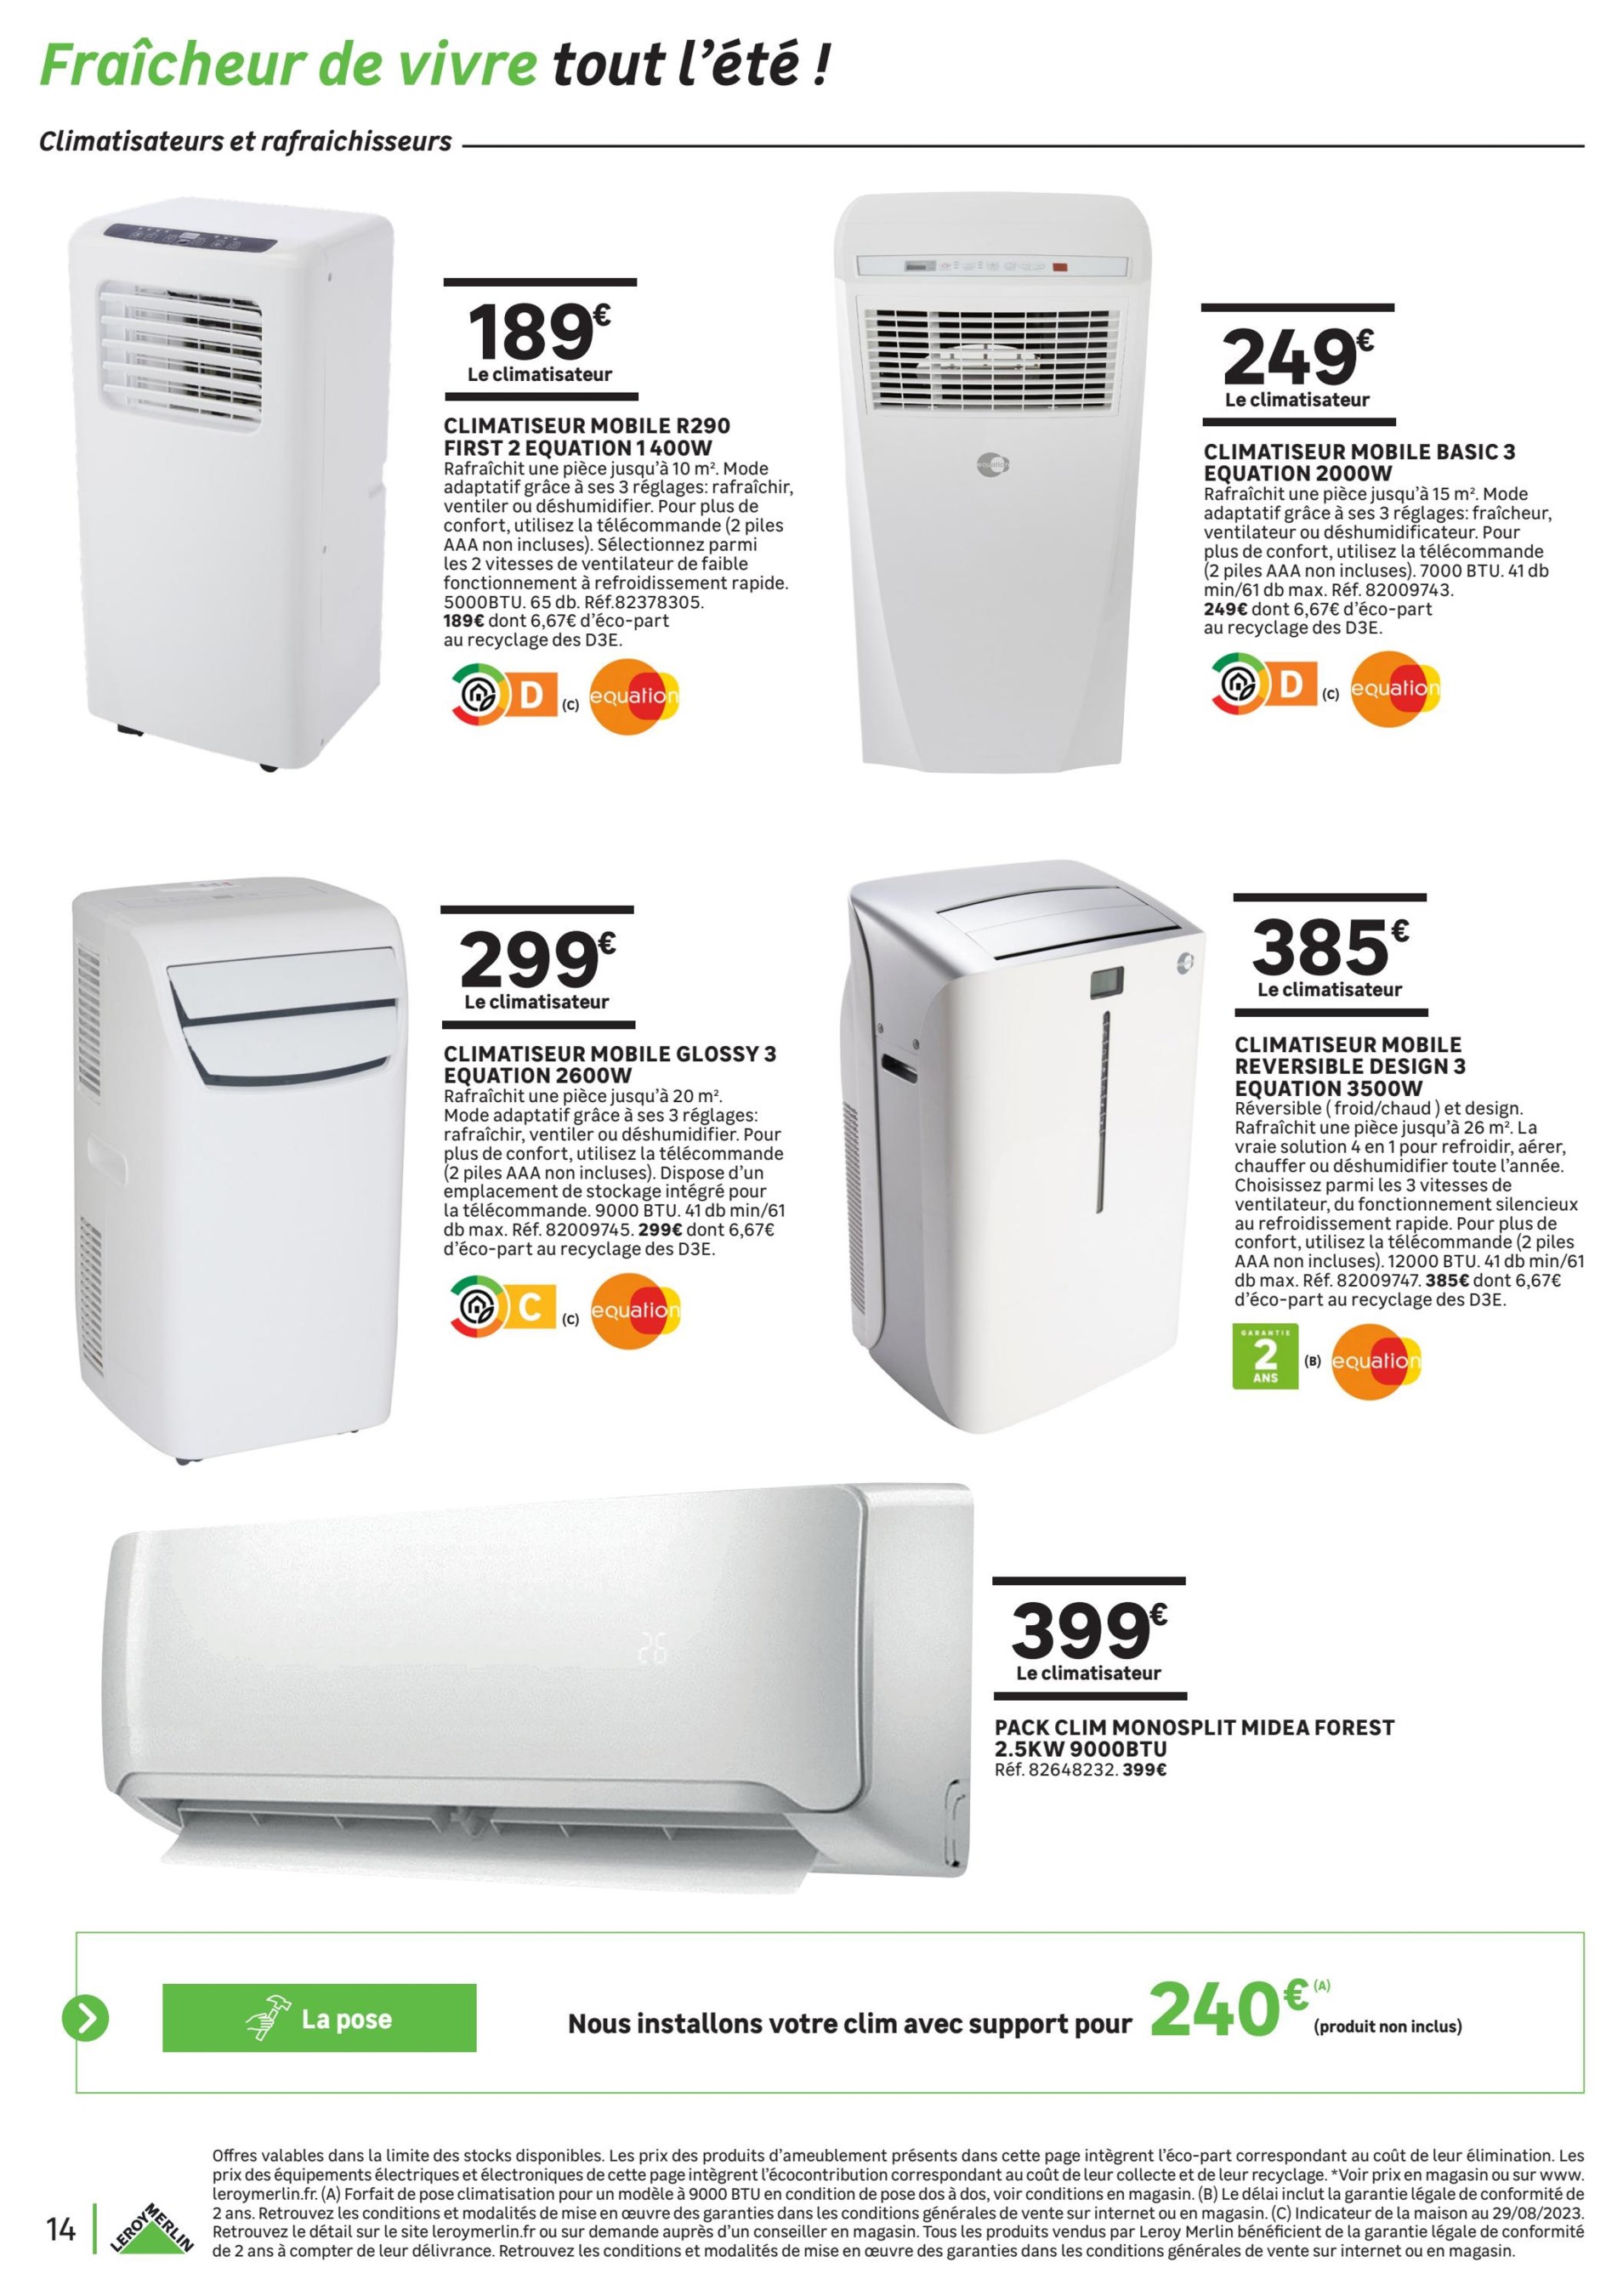 Fraîcheur de vivre tout l'été !
Climatisateurs et rafraichisseurs
189€
Le climatisateur
CLIMATISEUR MOBILE R290
FIRST 2 EQUATION 1 400W
Rafraîchit une pièce jusqu'à 10 m². Mode
adaptatif grâce à ses 3 réglages: rafraîchir,
ventiler ou déshumidifier. Pour plus de
confort, utilisez la télécommande (2 piles
AAA non incluses). Sélectionnez parmi
les 2 vitesses de ventilateur de faible
fonctionnement à refroidissement rapide.
5000BTU. 65 db. Réf.82378305.
189€ dont 6,67€ d'éco-part
au recyclage des D3E.
D (C) equation
equation
249€
Le climatisateur
CLIMATISEUR MOBILE BASIC 3
EQUATION 2000W
Rafraîchit une pièce jusqu'à 15 m². Mode
adaptatif grâce à ses 3 réglages: fraîcheur,
ventilateur ou déshumidificateur. Pour
plus de confort, utilisez la télécommande
(2 piles AAA non incluses). 7000 BTU. 41 db
min/61 db max. Réf. 82009743.
249€ dont 6,67€ d'éco-part
au recyclage des D3E.
D (C) equation
299€
Le climatisateur
CLIMATISEUR MOBILE GLOSSY 3
EQUATION 2600W
Rafraîchit une pièce jusqu'à 20 m².
Mode adaptatif grâce à ses 3 réglages:
rafraîchir, ventiler ou déshumidifier. Pour
plus de confort, utilisez la télécommande
(2 piles AAA non incluses). Dispose d'un
emplacement de stockage intégré pour
la télécommande. 9000 BTU. 41 db min/61
db max. Réf. 82009745. 299€ dont 6,67€
d'éco-part au recyclage des D3E.
C (C) equation
385€
Le climatisateur
CLIMATISEUR MOBILE
REVERSIBLE DESIGN 3
EQUATION 3500W
Réversible ( froid/chaud ) et design.
Rafraîchit une pièce jusqu'à 26 m². La
vraie solution 4 en 1 pour refroidir, aérer,
chauffer ou déshumidifier toute l'année.
Choisissez parmi les 3 vitesses de
ventilateur, du fonctionnement silencieux
au refroidissement rapide. Pour plus de
confort, utilisez la télécommande (2 piles
AAA non incluses). 12000 BTU. 41 db min/61
db max. Réf. 82009747. 385€ dont 6,67€
d'éco-part au recyclage des D3E.
GARANTIE
2
ANS
(B) equation
26
399€
Le climatisateur
PACK CLIM MONOSPLIT MIDEA FOREST
2.5KW 9000BTU
Réf. 82648232. 399€
La pose
Nous installons votre clim avec support pour 240€ (A)
(produit non inclus)
Offres valables dans la limite des stocks disponibles. Les prix des produits d'ameublement présents dans cette page intègrent l'éco-part correspondant au coût de leur élimination. Les
prix des équipements électriques et électroniques de cette page intègrent l'écocontribution correspondant au coût de leur collecte et de leur recyclage. *Voir prix en magasin ou sur www.
leroymerlin.fr. (A) Forfait de pose climatisation pour un modèle à 9000 BTU en condition de pose dos à dos, voir conditions en magasin. (B) Le délai inclut la garantie légale de conformité de
2 ans. Retrouvez les conditions et modalités de mise en œuvre des garanties dans les conditions générales de vente sur internet ou en magasin. (C) Indicateur de la maison au 29/08/2023.
Retrouvez le détail sur le site leroymerlin.fr ou sur demande auprès d'un conseiller en magasin. Tous les produits vendus par Leroy Merlin bénéficient de la garantie légale de conformité
de 2 ans à compter de leur délivrance. Retrouvez les conditions et modalités de mise en œuvre des garanties dans les conditions générales de vente sur internet ou en magasin.
14
LEROY MERLIN